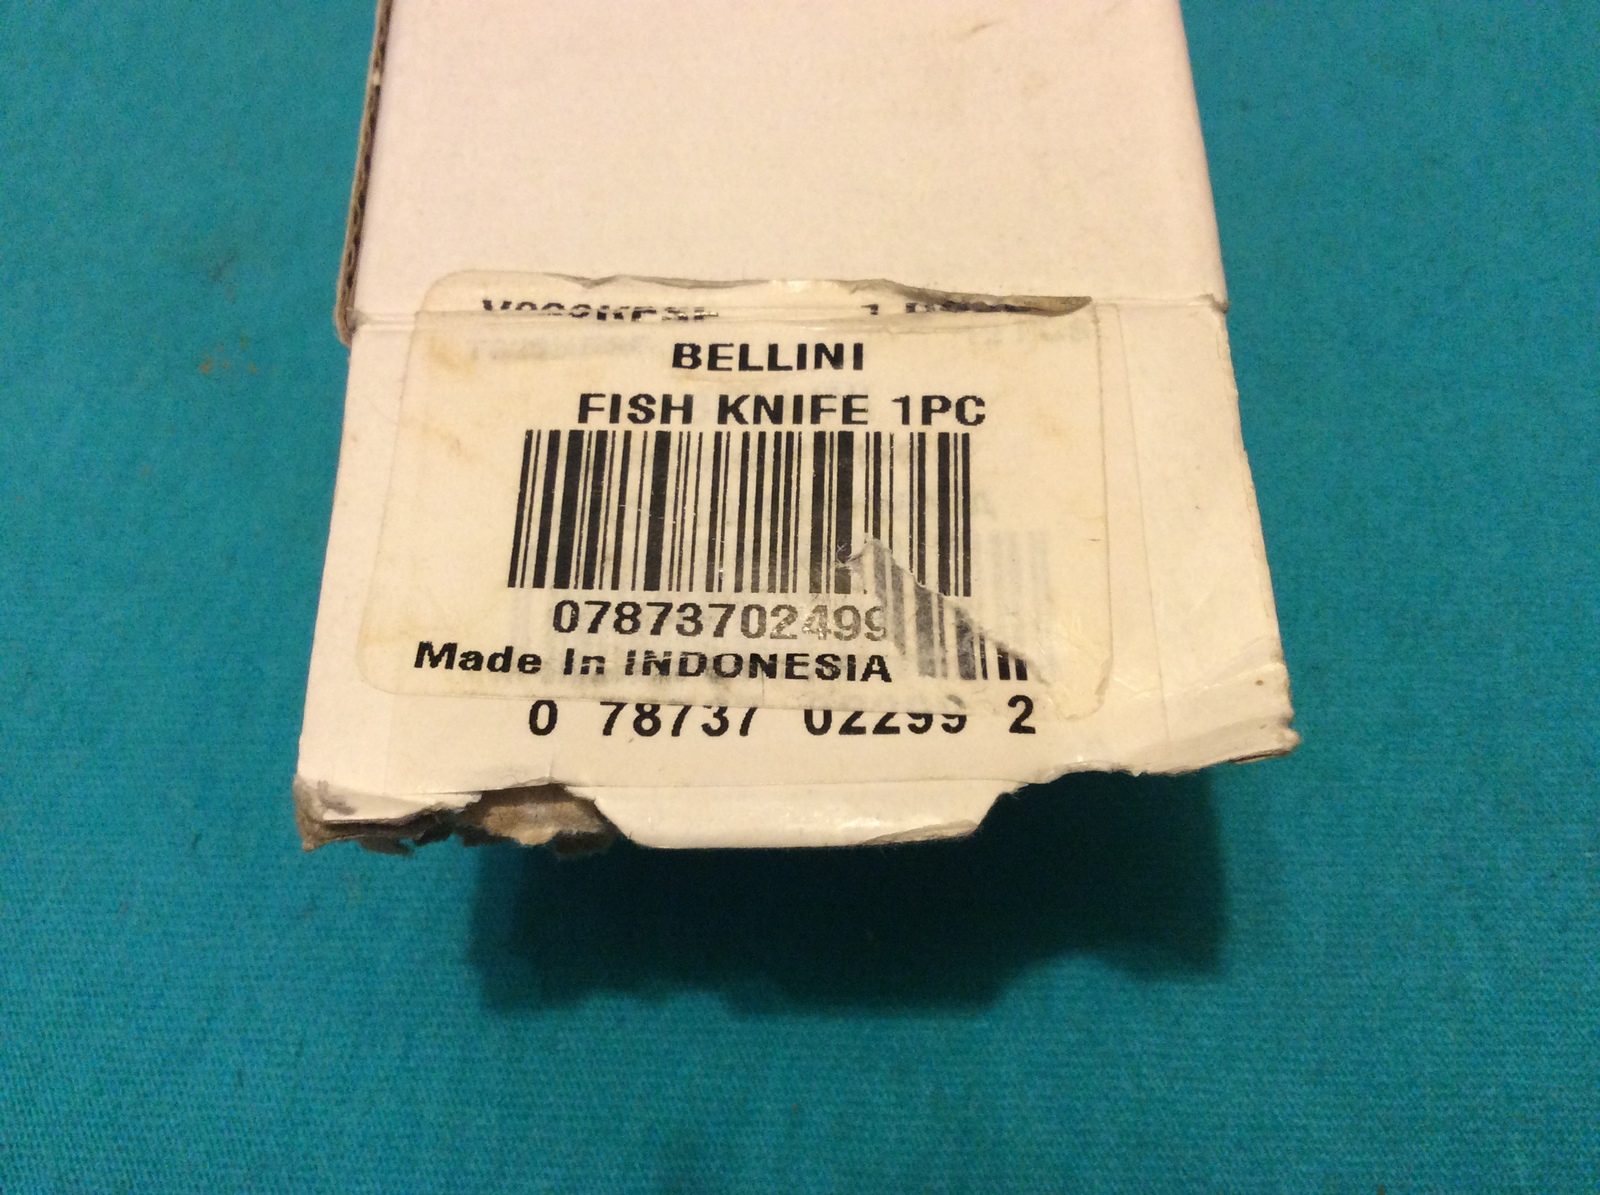 BELLINI
FISH KNIFE 1PC
07873702499
Made In INDONESIA
0 78737 02299 2